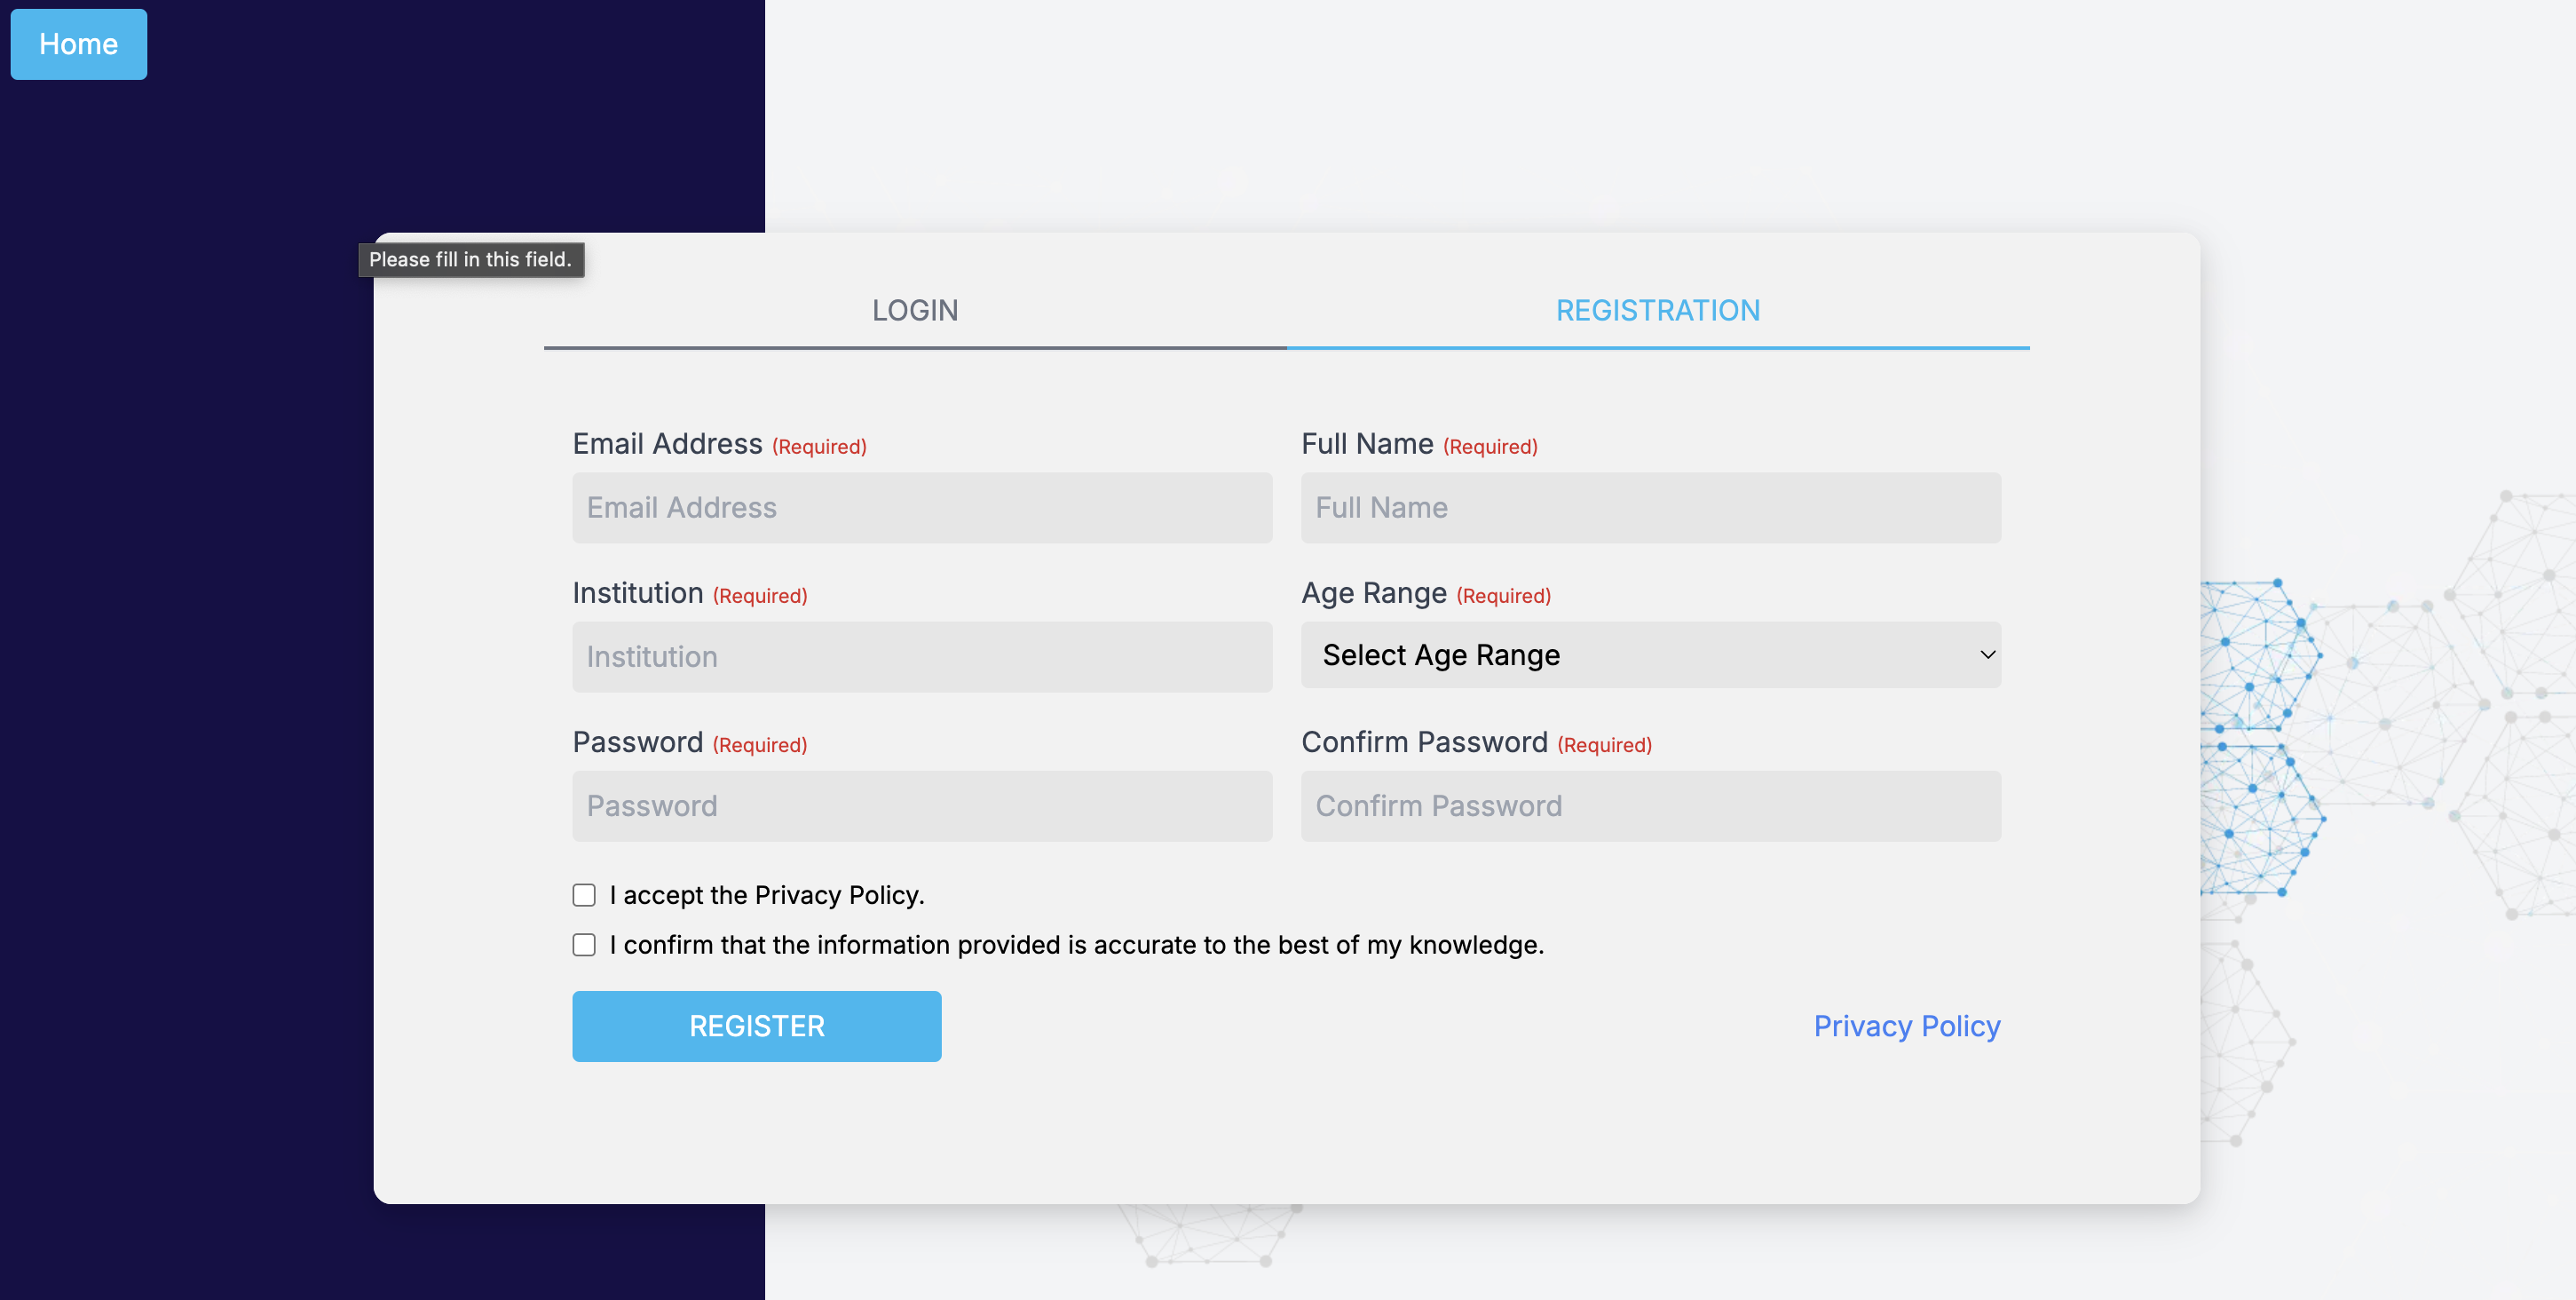 Home
Please fill in this field.
LOGIN
REGISTRATION
Email Address (Required)
Full Name (Required)
Email Address
Full Name
Institution (Required)
Age Range (Required)
Institution
Select Age Range
Password (Required)
Confirm Password (Required)
Password
Confirm Password
I accept the Privacy Policy.
I confirm that the information provided is accurate to the best of my knowledge.
REGISTER
Privacy Policy